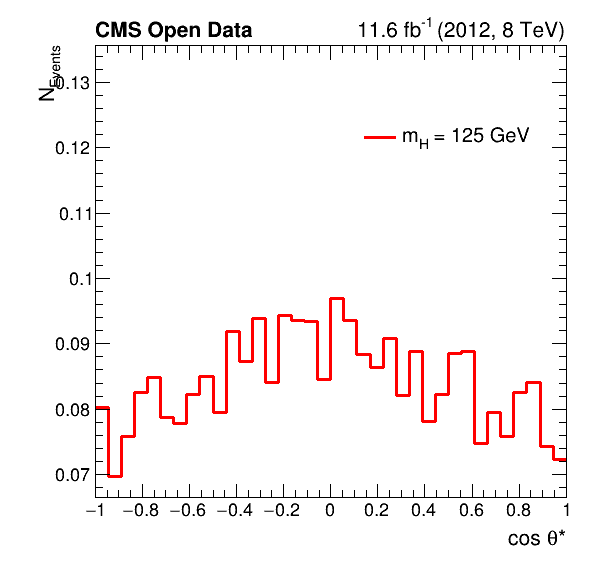 CMS Open Data 11.6 fb-1 (2012, 8 TeV)
NEvents
0.13
mH = 125 GeV
0.12
0.11
0.1
0.09
0.08
0.07
−1 −0.8 −0.6 −0.4 −0.2 0 0.2 0.4 0.6 0.8 1
cos θ*